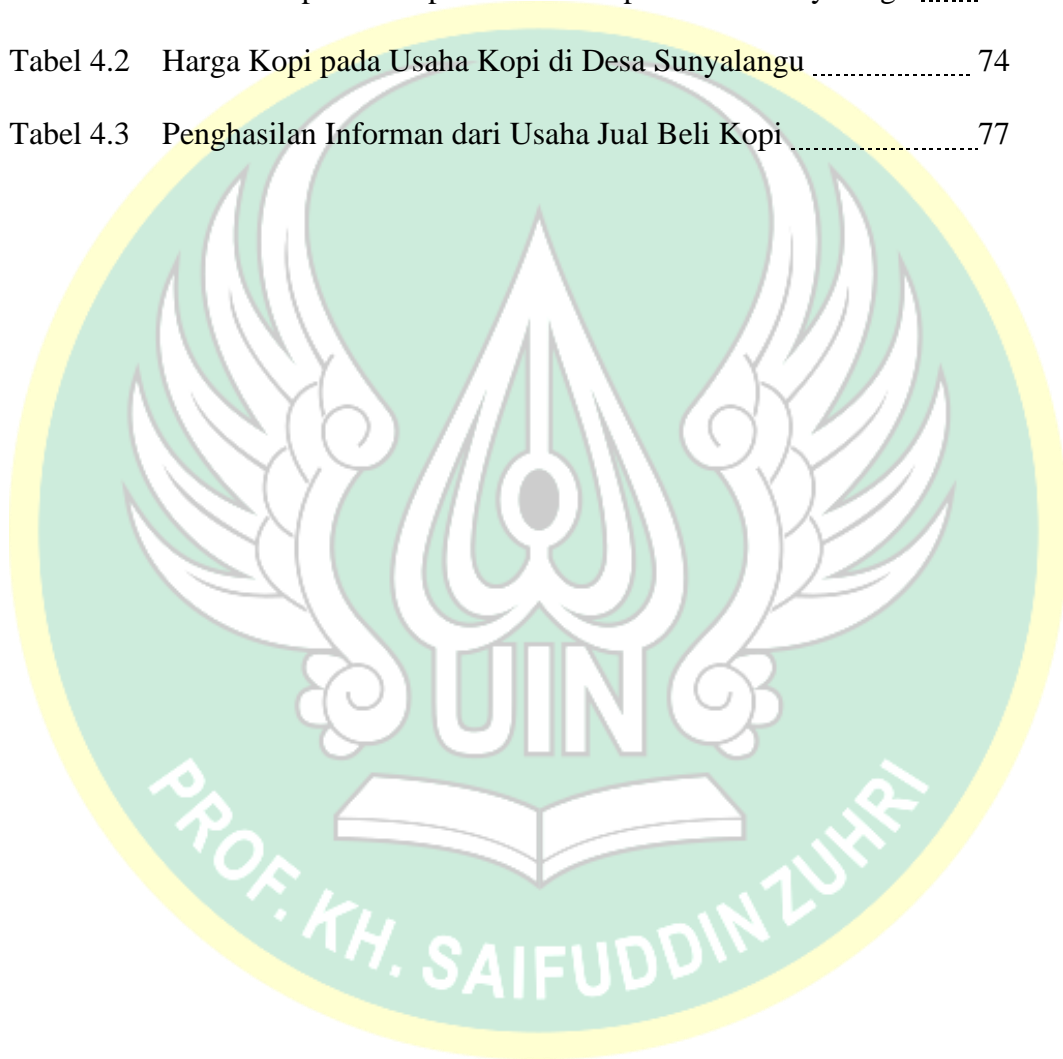 Tabel 4.2 Harga Kopi pada Usaha Kopi di Desa Sunyalangu 74
Tabel 4.3 Penghasilan Informan dari Usaha Jual Beli Kopi 77
UIN
PROF. KH. SAIFUDDIN ZUHRI